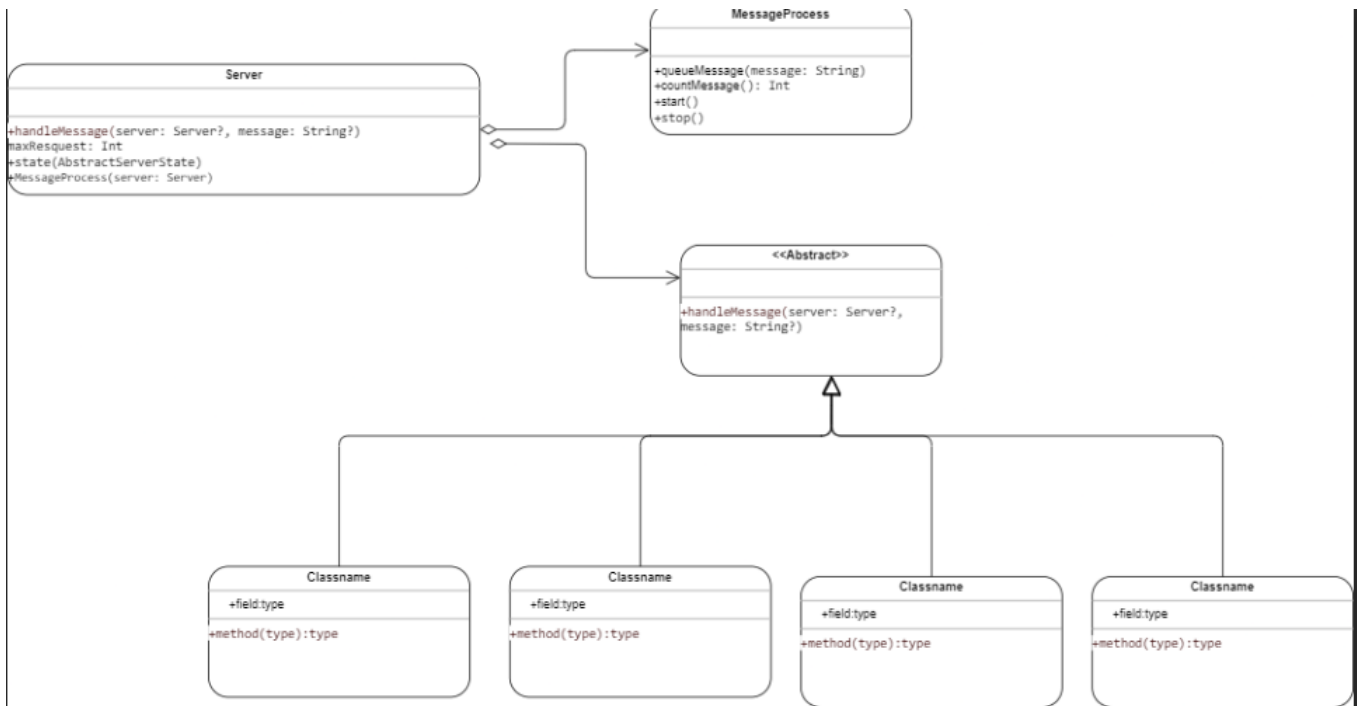 MessageProcess
+queueMessage(message: String)
+countMessage(): Int
+start()
+stop()
Server
+handleMessage(server: Server?, message: String?)
maxResquest: Int
+state(AbstractServerState)
+MessageProcess(server: Server)
<<Abstract>>
+handleMessage(server: Server?,
message: String?)
Classname
+field:type
+method(type):type
Classname
+field:type
+method(type):type
Classname
+field:type
+method(type):type
Classname
+field:type
+method(type):type